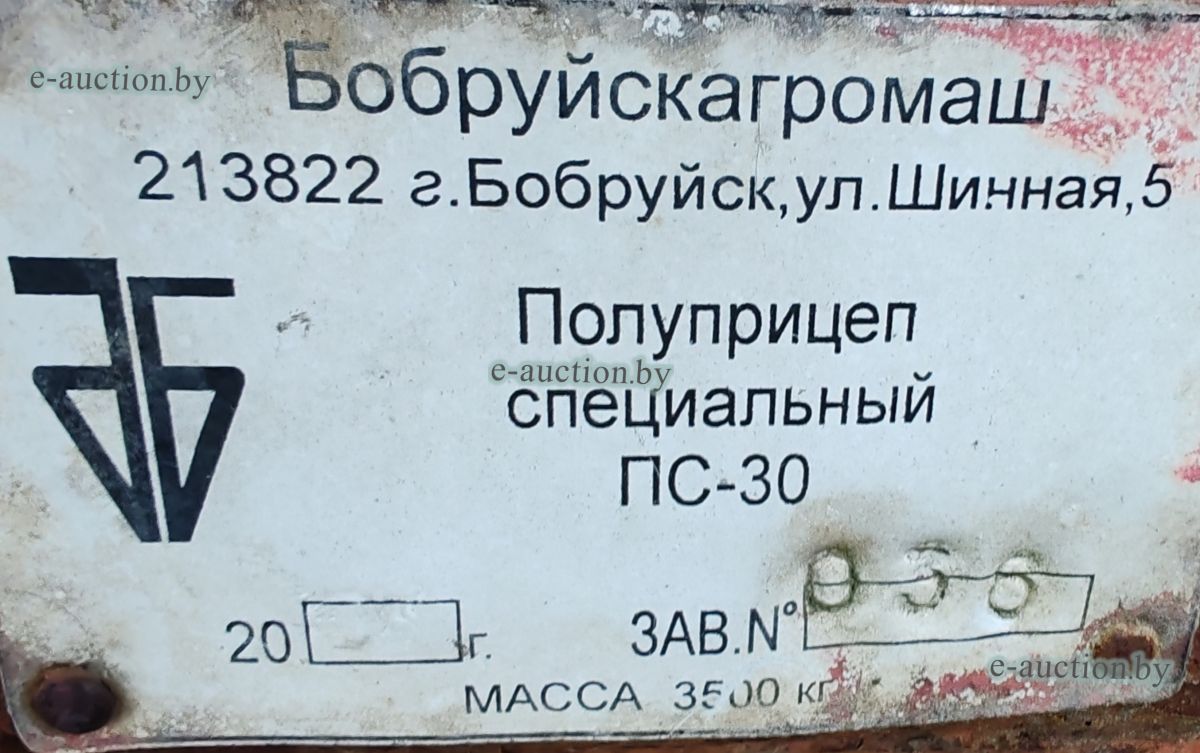 e-auction.by
Бобруйскагромаш
213822 г.Бобруйск,ул.Шинная,5
Полуприцеп
e-auction.by
специальный
ПС-30
20 г. ЗАВ.N°
МАССА 3500 кг
e-auction.by